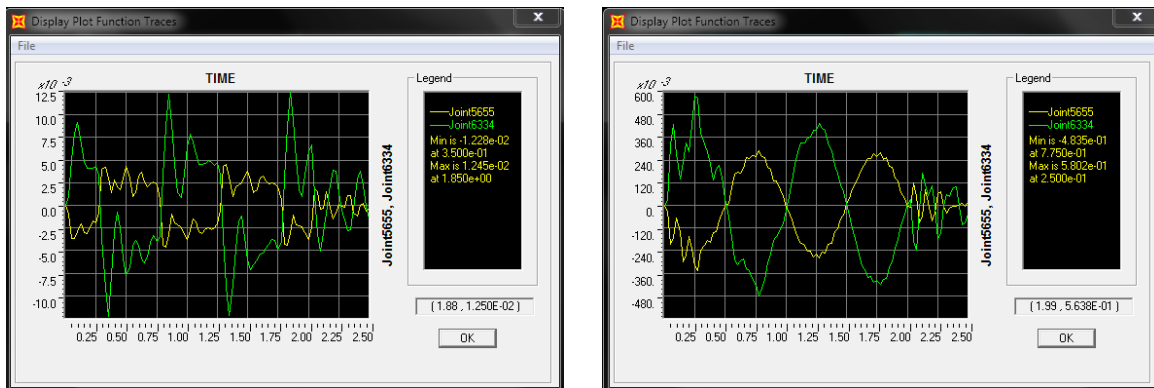 Display Plot Function Traces
x
File
x10 -3
TIME
12.5
10.0
7.5
5.0
2.5
0.0
-2.5
-5.0
-7.5
-10.0
0.25 0.50 0.75 1.00 1.25 1.50 1.75 2.00 2.25 2.50
Joint5655, Joint6334
Legend
Joint5655
Joint6334
Min is -1.228e-02
at 3.500e-01
Max is 1.245e-02
at 1.850e+00
( 1.88 , 1.250E-02 )
OK
Display Plot Function Traces
x
File
x10 -3
TIME
600.
480.
360.
240.
120.
0.
-120.
-240.
-360.
-480.
0.25 0.50 0.75 1.00 1.25 1.50 1.75 2.00 2.25 2.50
Joint5655, Joint6334
Legend
Joint5655
Joint6334
Min is -4.835e-01
at 7.750e-01
Max is 5.802e-01
at 2.500e-01
( 1.99 , 5.638E-01 )
OK